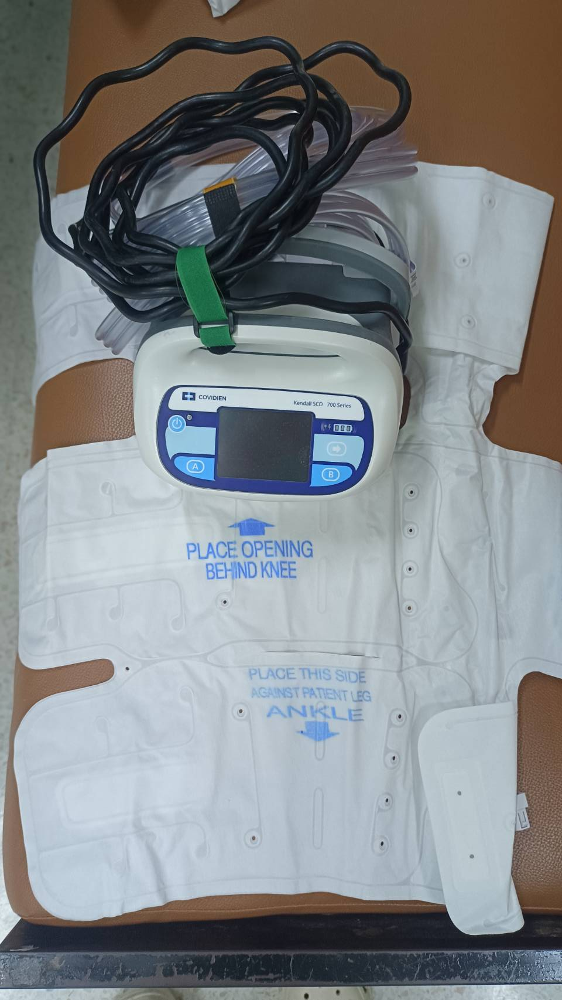 COVIDIEN
Kendall SCD 700 Series
A
B
PLACE OPENING
BEHIND KNEE
PLACE THIS SIDE
AGAINST PATIENT LEG
ANKLE